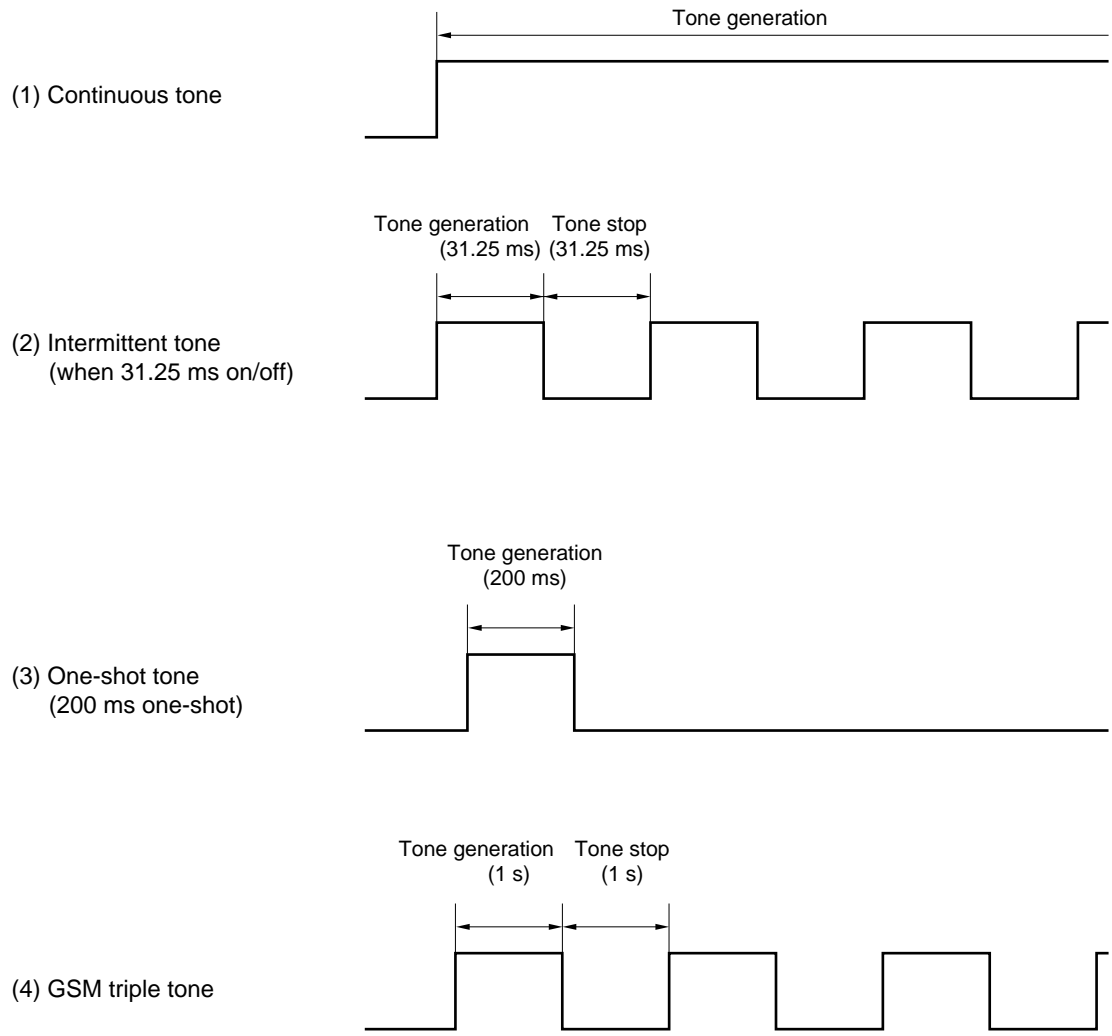 Tone generation
(1) Continuous tone
Tone generation Tone stop
(31.25 ms) (31.25 ms)
(2) Intermittent tone
(when 31.25 ms on/off)
Tone generation
(200 ms)
(3) One-shot tone
(200 ms one-shot)
Tone generation Tone stop
(1 s) (1 s)
(4) GSM triple tone